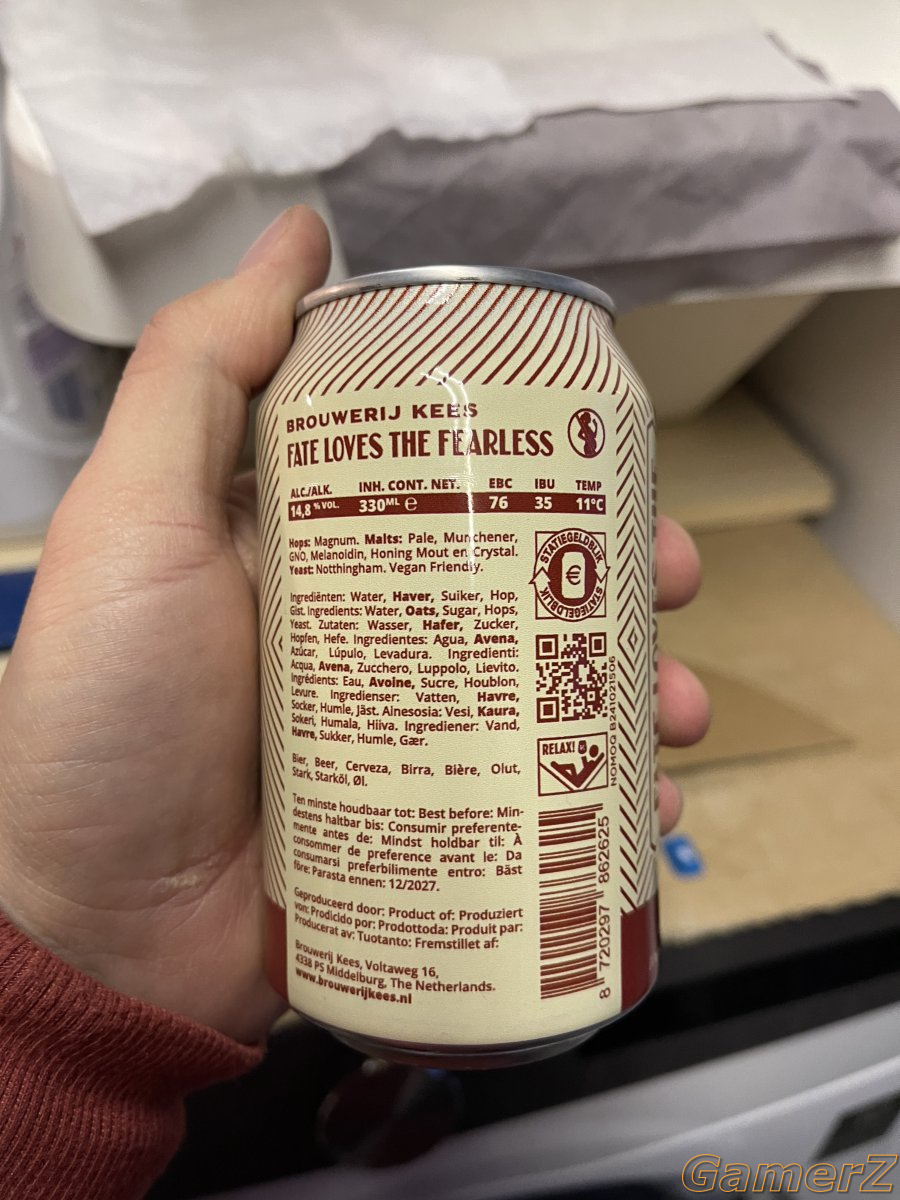 BROUWERIJ KEES
FATE LOVES THE FEARLESS
ALC./ALK. INH. CONT. NET. EBC IBU TEMP
14,8 % VOL. 330ML ℮ 76 35 11°C
Hops: Magnum. Malts: Pale, Munchener,
GNO, Melanoidin, Honing Mout en Crystal.
Yeast: Notthingham. Vegan Friendly.
STATIEGELDBLIK
€
STATIEGELDBLIK
Ingrediënten: Water, Haver, Suiker, Hop,
Gist. Ingredients: Water, Oats, Sugar, Hops,
Yeast. Zutaten: Wasser, Hafer, Zucker,
Hopfen, Hefe. Ingredientes: Agua, Avena,
Azúcar, Lúpulo, Levadura. Ingredienti:
Acqua, Avena, Zucchero, Luppolo, Lievito.
Ingrédients: Eau, Avoine, Sucre, Houblon,
Levure. Ingredienser: Vatten, Havre,
Socker, Humle, Jäst. Ainesosia: Vesi, Kaura,
Sokeri, Humala, Hiiva. Ingrediener: Vand,
Havre, Sukker, Humle, Gær.
NOMOQ B241021506
RELAX!
Bier, Beer, Cerveza, Birra, Bière, Olut,
Stark, Starköl, Øl.
Ten minste houdbaar tot: Best before: Min-
destens haltbar bis: Consumir preferente-
mente antes de: Mindst holdbar til: À
consommer de preference avant le: Da
consumarsi preferbilimente entro: Bäst
före: Parasta ennen: 12/2027.
Geproduceerd door: Product of: Produziert
von: Prodicido por: Prodottoda: Produit par:
Producerat av: Tuotanto: Fremstillet af:
Brouwerij Kees, Voltaweg 16,
4338 PS Middelburg, The Netherlands.
www.brouwerijkees.nl
8 720297 862625
GamerZ